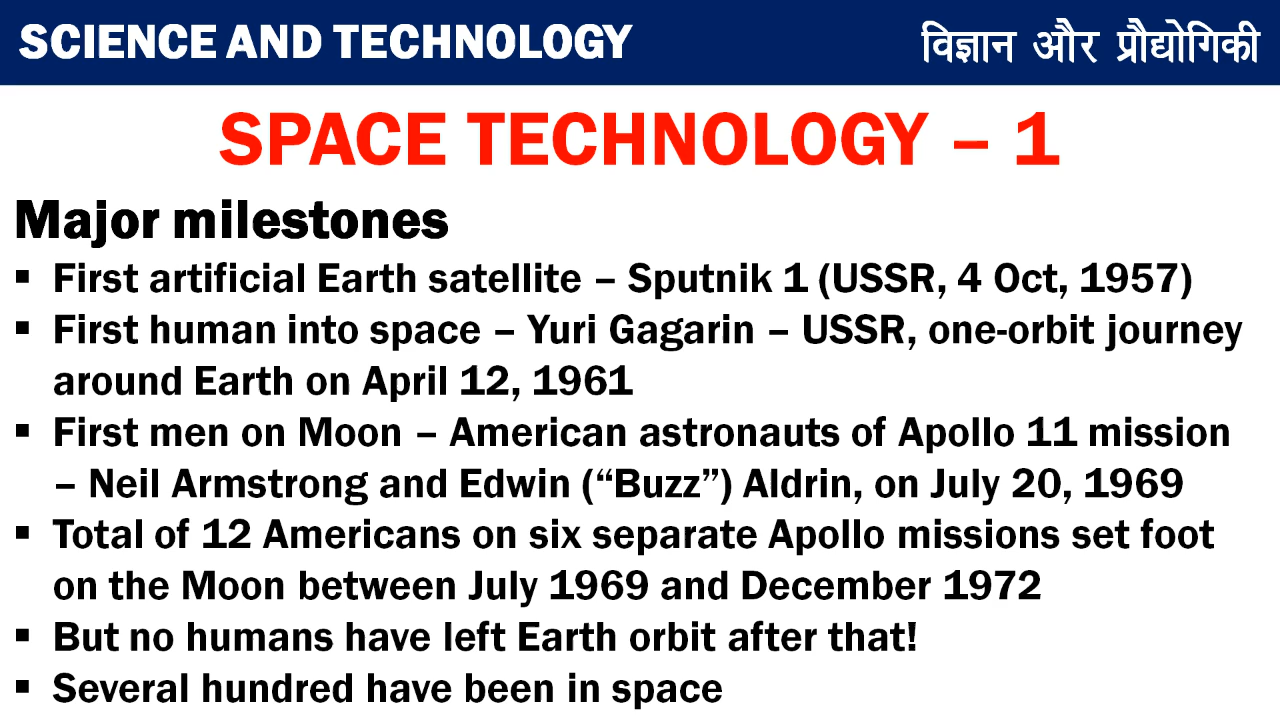 SCIENCE AND TECHNOLOGY
विज्ञान और प्रौद्योगिकी
SPACE TECHNOLOGY – 1
Major milestones
▪ First artificial Earth satellite – Sputnik 1 (USSR, 4 Oct, 1957)
▪ First human into space – Yuri Gagarin – USSR, one-orbit journey
around Earth on April 12, 1961
▪ First men on Moon – American astronauts of Apollo 11 mission
– Neil Armstrong and Edwin (“Buzz”) Aldrin, on July 20, 1969
▪ Total of 12 Americans on six separate Apollo missions set foot
on the Moon between July 1969 and December 1972
▪ But no humans have left Earth orbit after that!
▪ Several hundred have been in space